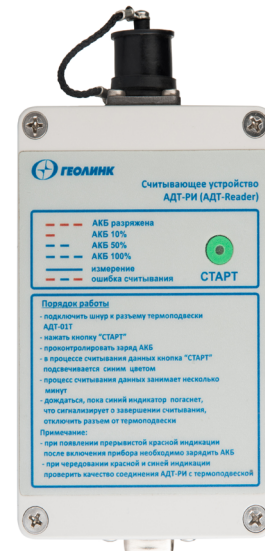 ГЕОЛИНК
Считывающее устройство
АДТ-РИ (ADT-Reader)
АКБ разряжена
АКБ 10%
АКБ 50%
АКБ 100%
измерение
ошибка считывания
СТАРТ
Порядок работы
- подключить шнур к разъему термоподвески
АДТ-01Т
- нажать кнопку "СТАРТ"
- проконтролировать заряд АКБ
- в процессе считывания данных кнопка "СТАРТ"
подсвечивается синим цветом
- процесс считывания данных занимает несколько
минут
- дождаться, пока синий индикатор погаснет,
что сигнализирует о завершении считывания,
отключить разъем от термоподвески
Примечание:
- при появлении прерывистой красной индикации
после включения прибора необходимо зарядить АКБ
- при чередовании красной и синей индикации
проверить качество соединения АДТ-РИ с термоподвеской